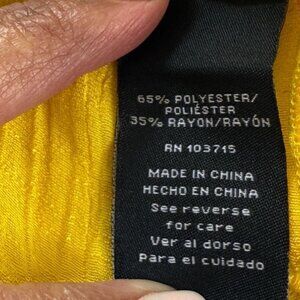 65% POLYESTER/
POLIÉSTER
35% RAYON/RAYÓN
RN 103715
MADE IN CHINA
HECHO EN CHINA
See reverse
for care
Ver al dorso
Para el cuidado